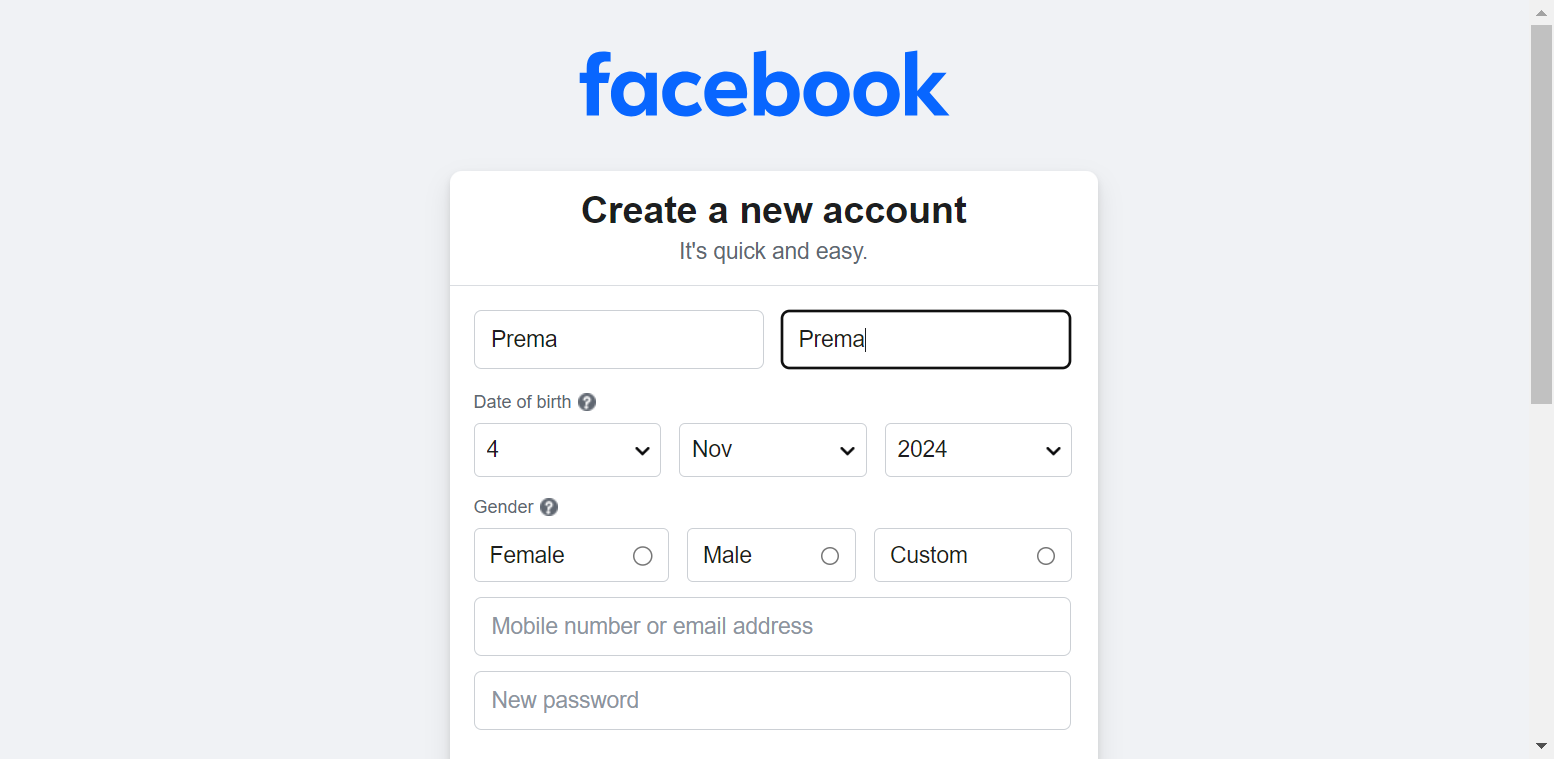 facebook
Create a new account
It's quick and easy.
Prema Prema
Date of birth ?
4 Nov 2024
Gender ?
Female Male Custom
Mobile number or email address
New password